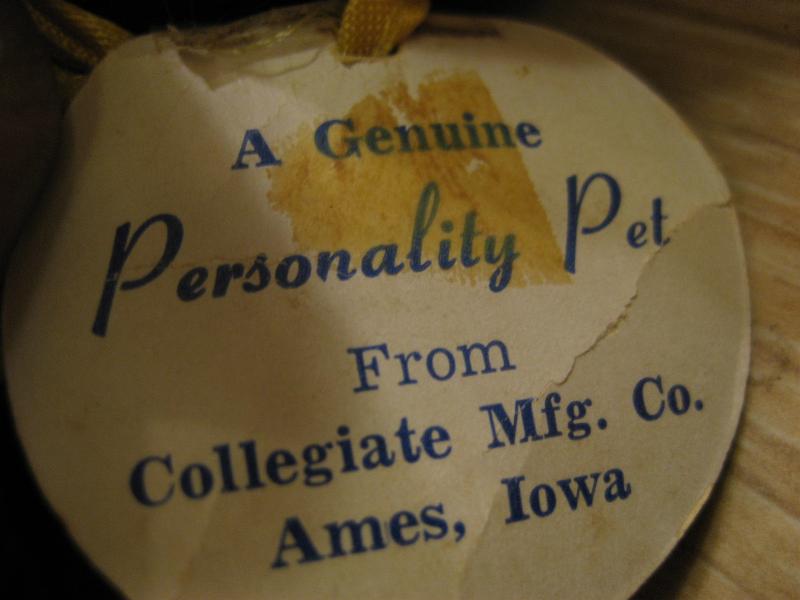 A Genuine
Personality Pet
From
Collegiate Mfg. Co.
Ames, Iowa